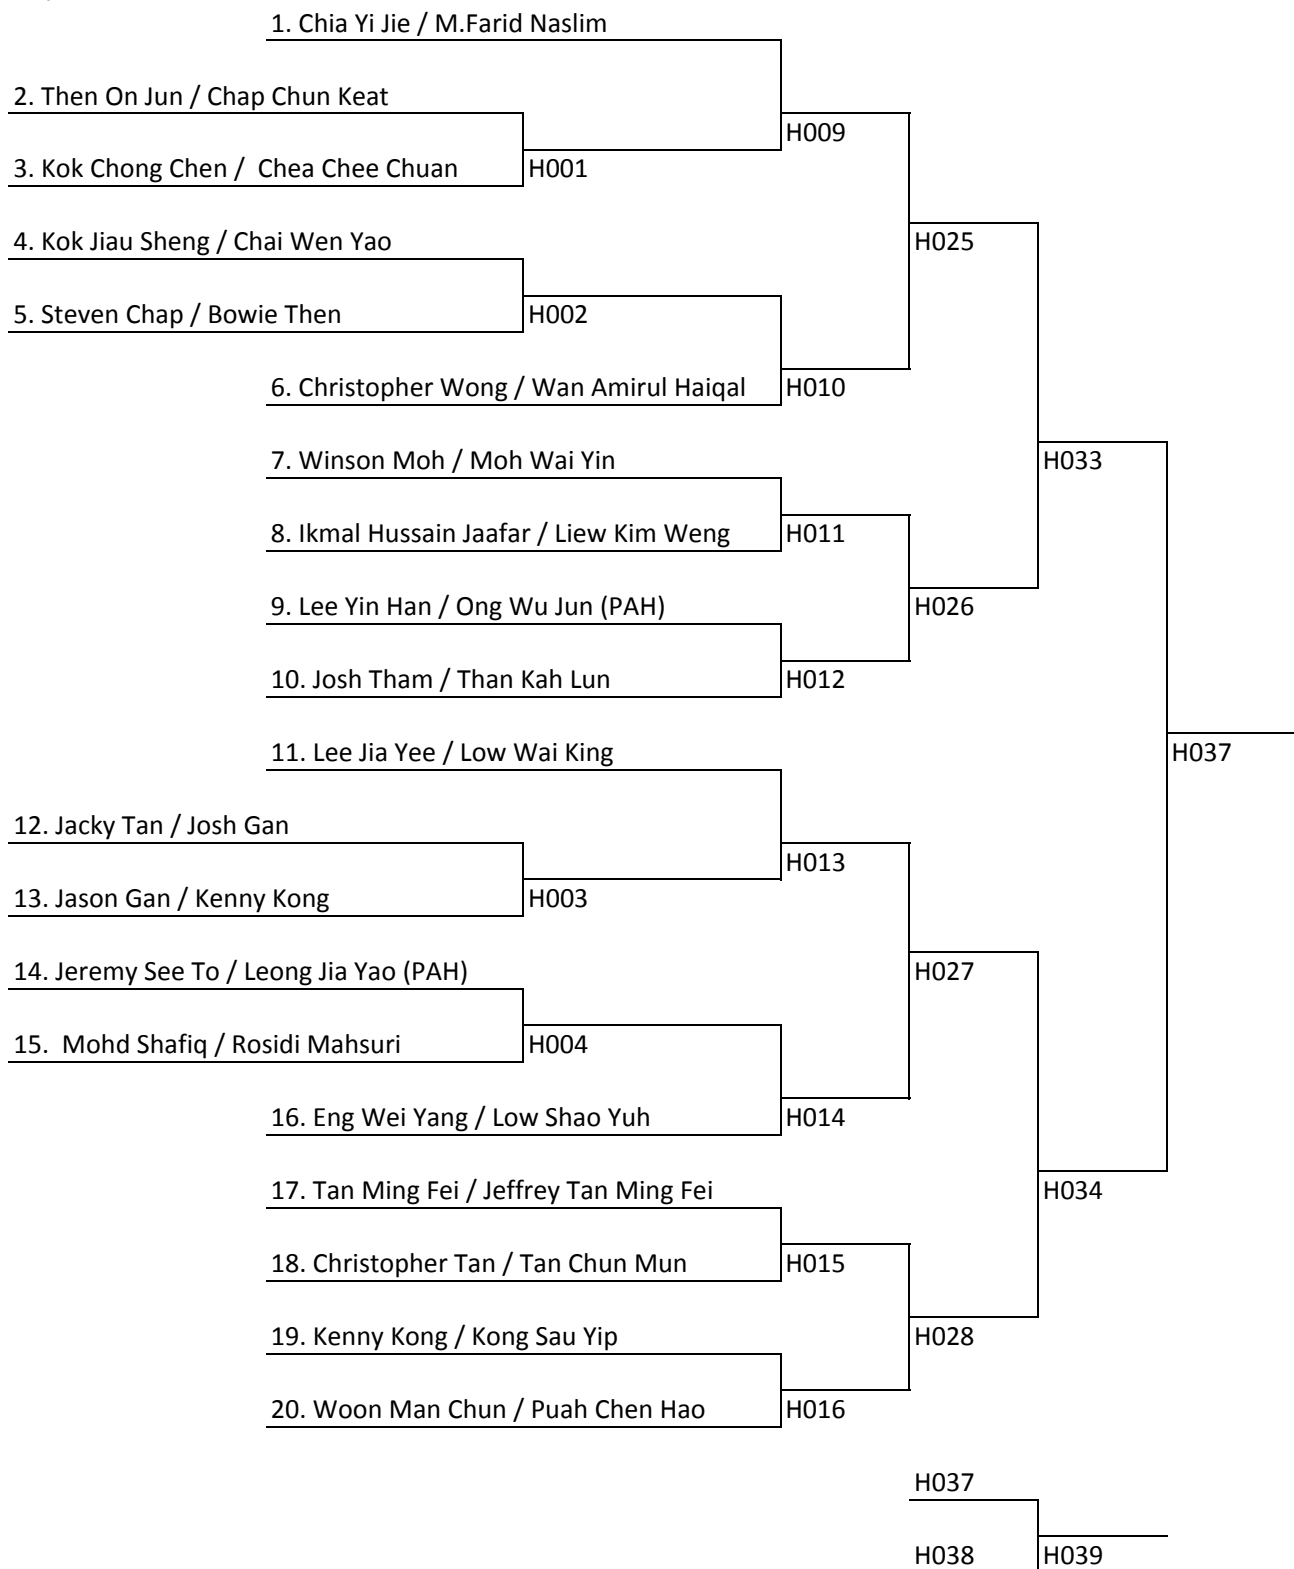 1. Chia Yi Jie / M.Farid Naslim
2. Then On Jun / Chap Chun Keat
H009
3. Kok Chong Chen /  Chea Chee Chuan
H001
4. Kok Jiau Sheng / Chai Wen Yao
H025
5. Steven Chap / Bowie Then
H002
6. Christopher Wong / Wan Amirul Haiqal
H010
7. Winson Moh / Moh Wai Yin
H033
8. Ikmal Hussain Jaafar / Liew Kim Weng
H011
9. Lee Yin Han / Ong Wu Jun (PAH)
H026
10. Josh Tham / Than Kah Lun
H012
11. Lee Jia Yee / Low Wai King
H037
12. Jacky Tan / Josh Gan
H013
13. Jason Gan / Kenny Kong
H003
14. Jeremy See To / Leong Jia Yao (PAH)
H027
15.  Mohd Shafiq / Rosidi Mahsuri
H004
16. Eng Wei Yang / Low Shao Yuh
H014
17. Tan Ming Fei / Jeffrey Tan Ming Fei
H034
18. Christopher Tan / Tan Chun Mun
H015
19. Kenny Kong / Kong Sau Yip
H028
20. Woon Man Chun / Puah Chen Hao
H016
H037
H038
H039